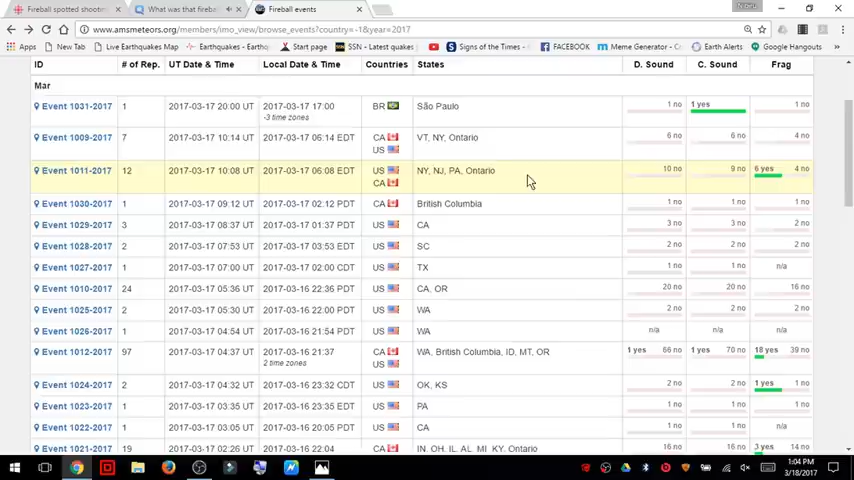 Fireball spotted shootin
What was that fireba
Fireball events
www.amsmeteors.org/members/imo_view/browse_events?country=-1&year=2017
Apps New Tab Live Earthquakes Map Earthquakes - Earthqu Start page SSN - Latest quakes Signs of the Times - F FACEBOOK Meme Generator - Cre Earth Alerts Google Hangouts
ID # of Rep. UT Date & Time Local Date & Time Countries States D. Sound C. Sound Frag
Mar
Event 1031-2017 1 2017-03-17 20:00 UT 2017-03-17 17:00 BR São Paulo 1 no 1 yes 1 no
-3 time zones
Event 1009-2017 7 2017-03-17 10:14 UT 2017-03-17 06:14 EDT CA VT, NY, Ontario 6 no 6 no 4 no
US
Event 1011-2017 12 2017-03-17 10:08 UT 2017-03-17 06:08 EDT US NY, NJ, PA, Ontario 10 no 9 no 6 yes 4 no
CA
Event 1030-2017 1 2017-03-17 09:12 UT 2017-03-17 02:12 PDT CA British Columbia 1 no 1 no 1 no
Event 1029-2017 3 2017-03-17 08:37 UT 2017-03-17 01:37 PDT US CA 3 no 3 no 2 no
Event 1028-2017 2 2017-03-17 07:53 UT 2017-03-17 03:53 EDT US SC 2 no 2 no 2 no
Event 1027-2017 1 2017-03-17 07:00 UT 2017-03-17 02:00 CDT US TX 1 no 1 no n/a
Event 1010-2017 24 2017-03-17 05:36 UT 2017-03-16 22:36 PDT US CA, OR 20 no 20 no 16 no
Event 1025-2017 2 2017-03-17 05:30 UT 2017-03-16 22:00 PDT US WA 2 no 2 no 2 no
Event 1026-2017 1 2017-03-17 04:54 UT 2017-03-16 21:54 PDT US WA n/a n/a n/a
Event 1012-2017 97 2017-03-17 04:37 UT 2017-03-16 21:37 CA WA, British Columbia, ID, MT, OR 1 yes 66 no 1 yes 70 no 18 yes 39 no
2 time zones US
Event 1024-2017 2 2017-03-17 04:32 UT 2017-03-16 23:32 CDT US OK, KS 2 no 2 no 1 yes 1 no
Event 1023-2017 1 2017-03-17 03:35 UT 2017-03-16 23:35 EDT US PA 1 no 1 no 1 no
Event 1022-2017 1 2017-03-17 03:05 UT 2017-03-16 20:05 PDT US CA 1 no 1 no n/a
Event 1021-2017 19 2017-03-17 02:26 UT 2017-03-16 22:04 CA IN, OH, IL, AL, MI, KY, Ontario 16 no 16 no 3 yes 14 no
1:04 PM
3/18/2017